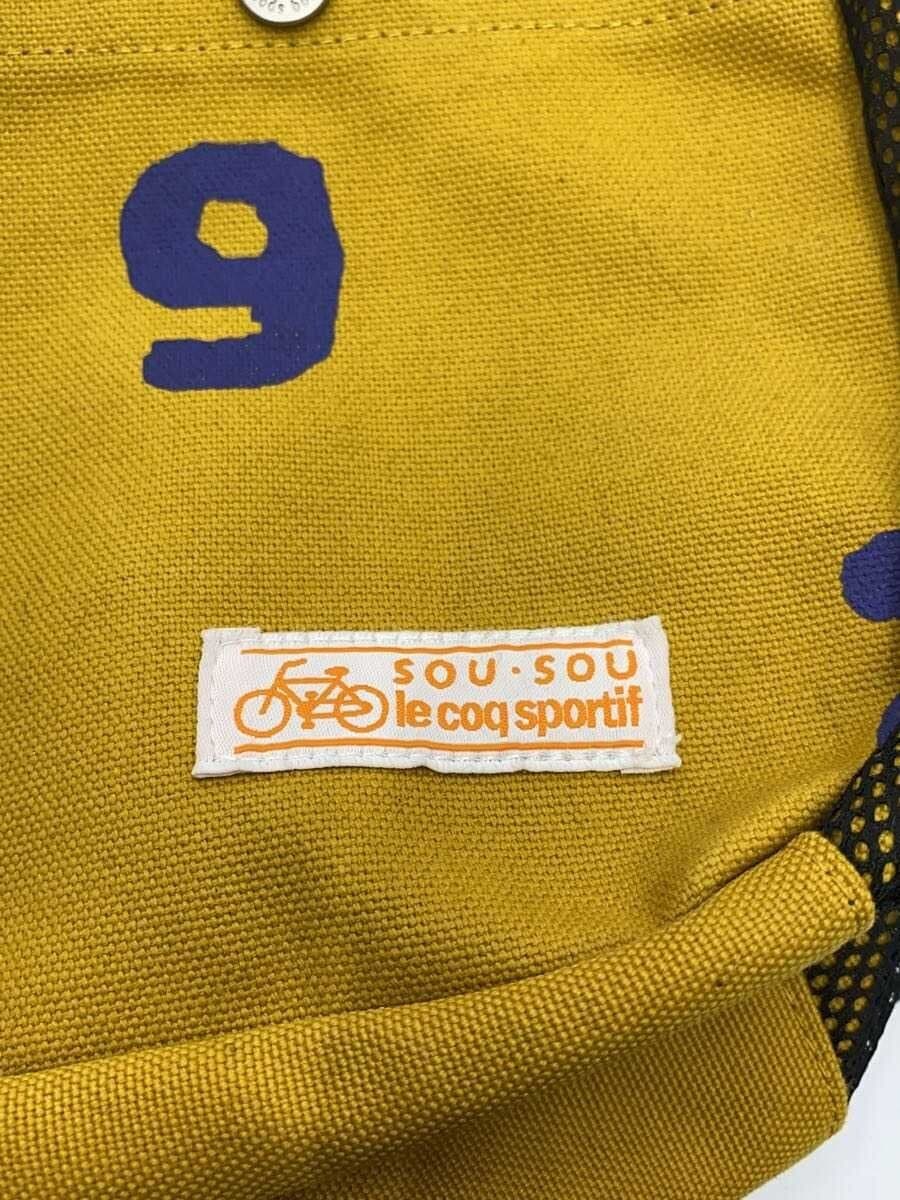 9
SOU・SOU
le coq sportif